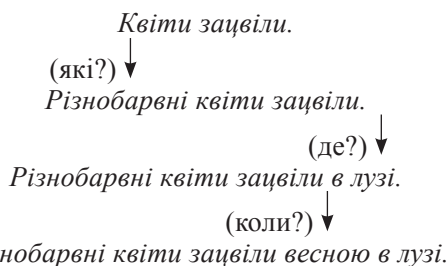 Квіти зацвіли.
(які?)
Різнобарвні квіти зацвіли.
(де?)
Різнобарвні квіти зацвіли в лузі.
(коли?)
нобарвні квіти зацвіли весною в лузі.